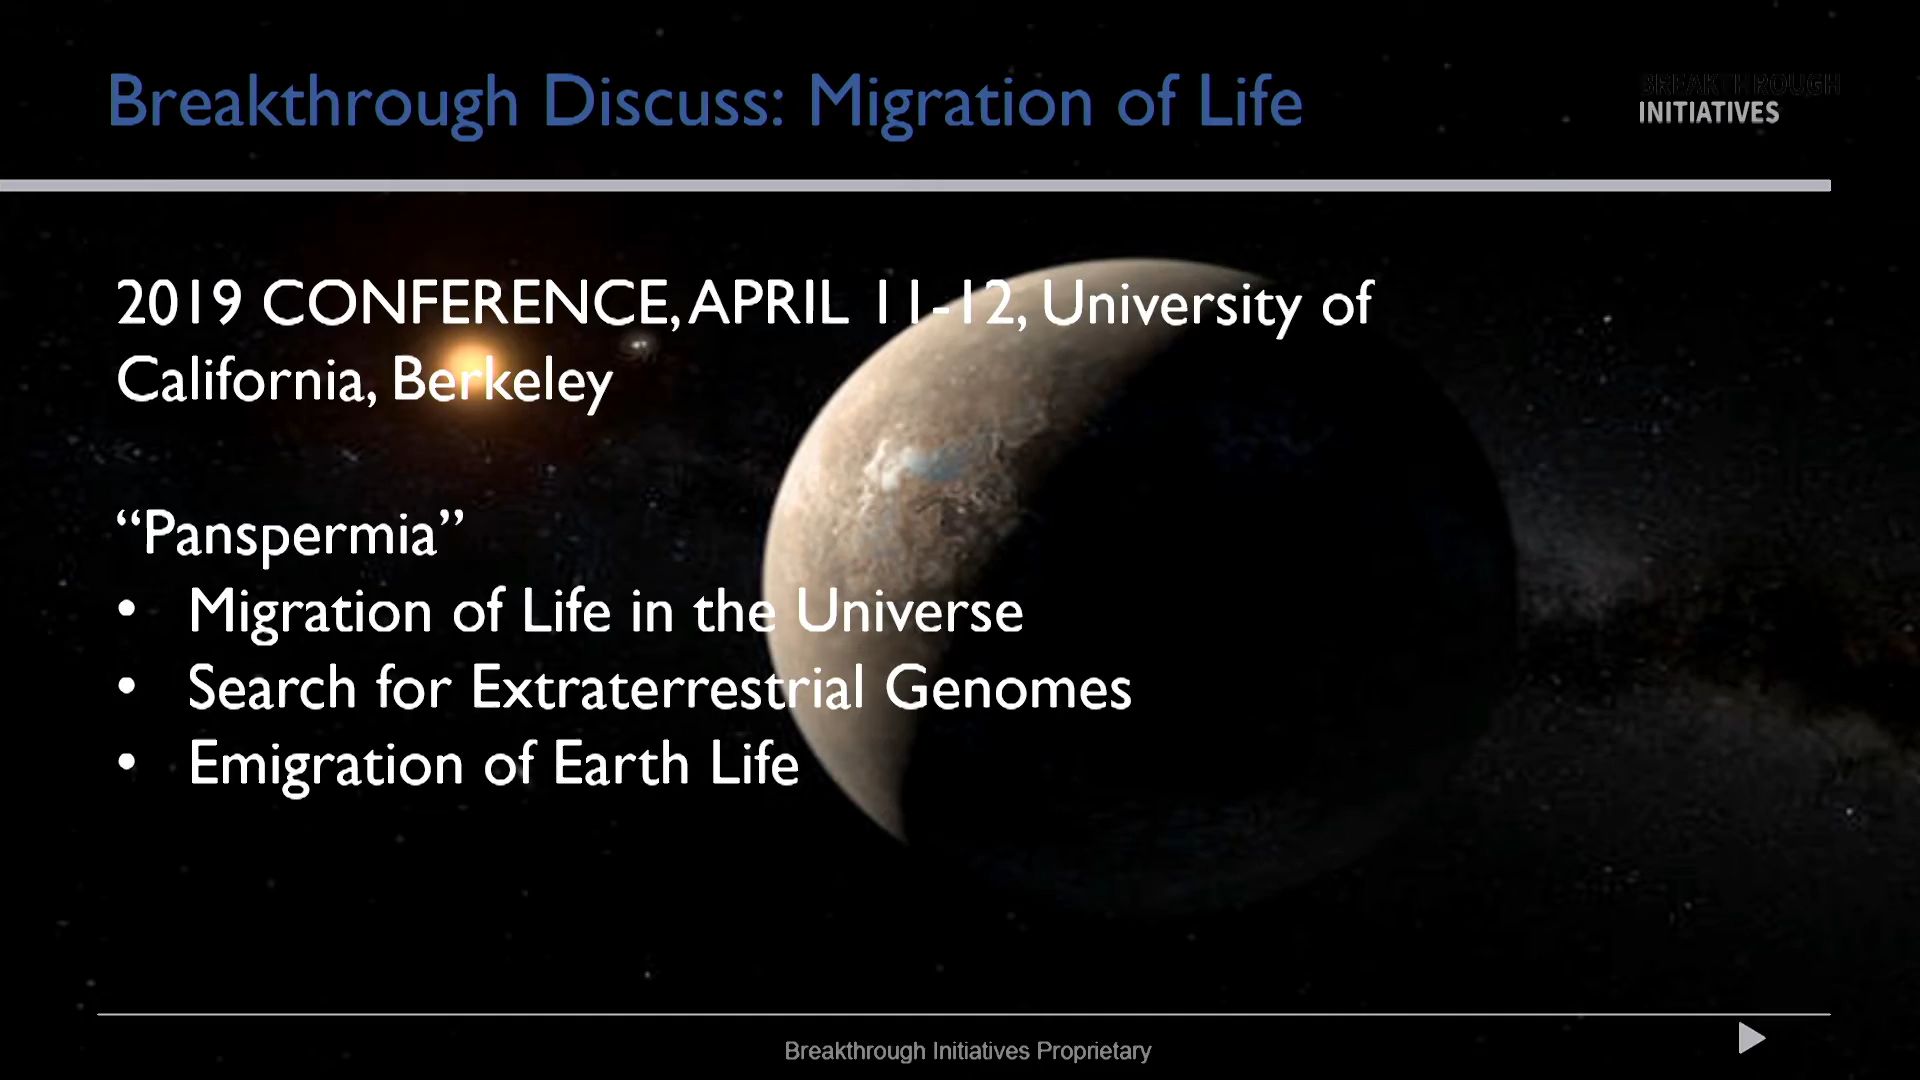 Breakthrough Discuss: Migration of Life
BREAKTHROUGH
INITIATIVES
2019 CONFERENCE, APRIL 11-12, University of
California, Berkeley
“Panspermia”
• Migration of Life in the Universe
• Search for Extraterrestrial Genomes
• Emigration of Earth Life
Breakthrough Initiatives Proprietary